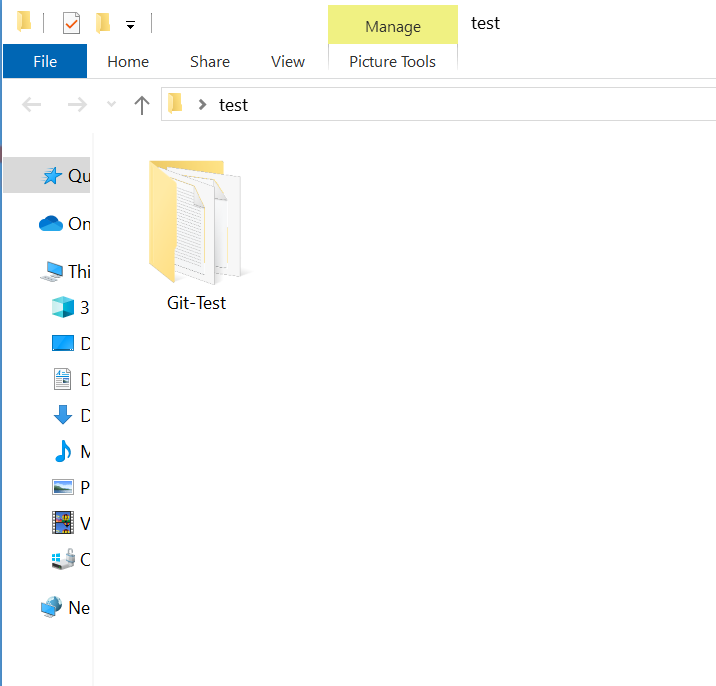 Manage
test
File
Home
Share
View
Picture Tools
test
Qu
On
Thi
3
D
D
D
M
P
V
C
Ne
Git-Test